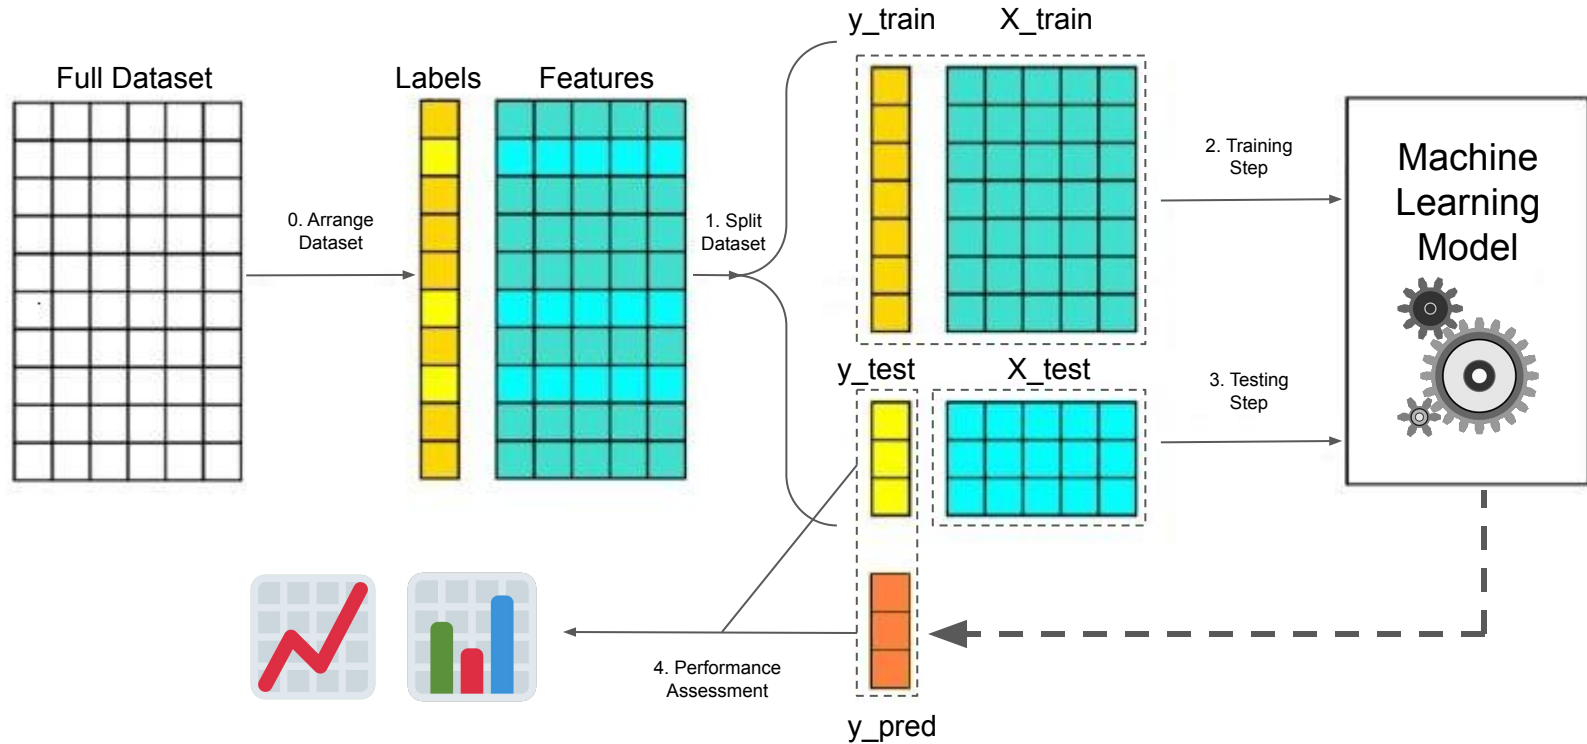 y_train
X_train
Full Dataset
Labels
Features
0. Arrange
Dataset
1. Split
Dataset
2. Training
Step
Machine
Learning
Model
y_test
X_test
3. Testing
Step
4. Performance
Assessment
y_pred